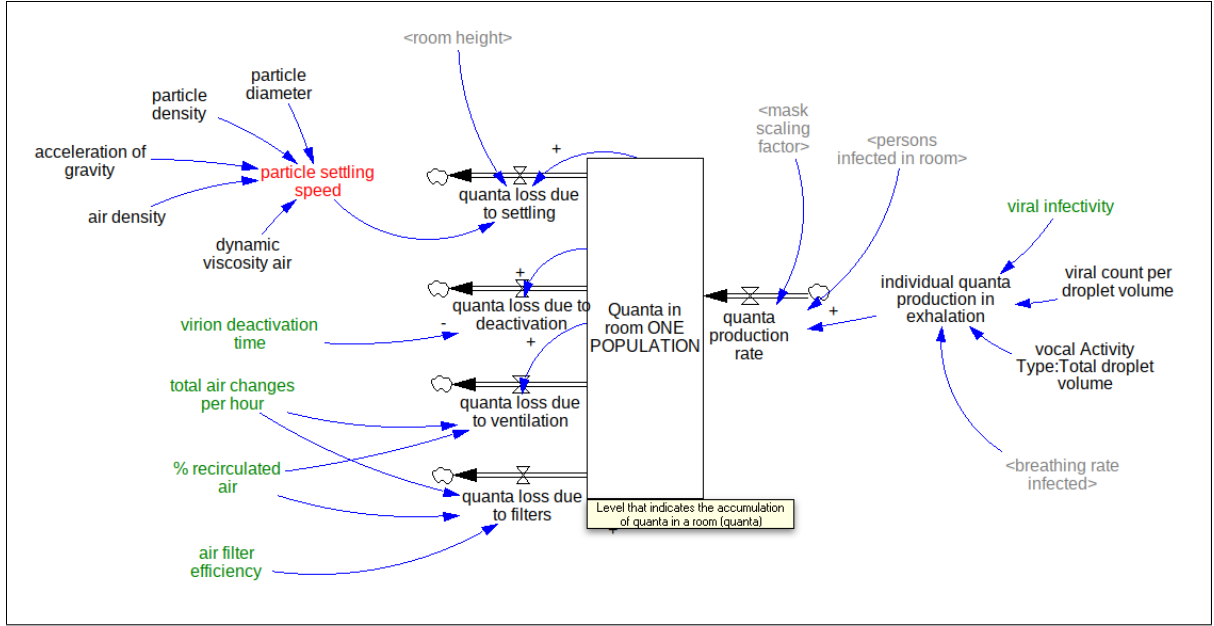 <room height>
particle
diameter
particle
density
<mask
scaling
factor>
<persons
infected in room>
acceleration of
gravity
particle settling
speed
+
quanta loss due
to settling
air density
viral infectivity
dynamic
viscosity air
+
quanta loss due to
deactivation
-
+
virion deactivation
time
Quanta in
room ONE
POPULATION
quanta
production
rate
+
individual quanta
production in
exhalation
viral count per
droplet volume
vocal Activity
Type:Total droplet
volume
total air changes
per hour
quanta loss due
to ventilation
% recirculated
air
<breathing rate
infected>
quanta loss due
to filters
Level that indicates the accumulation
of quanta in a room (quanta)
+
air filter
efficiency